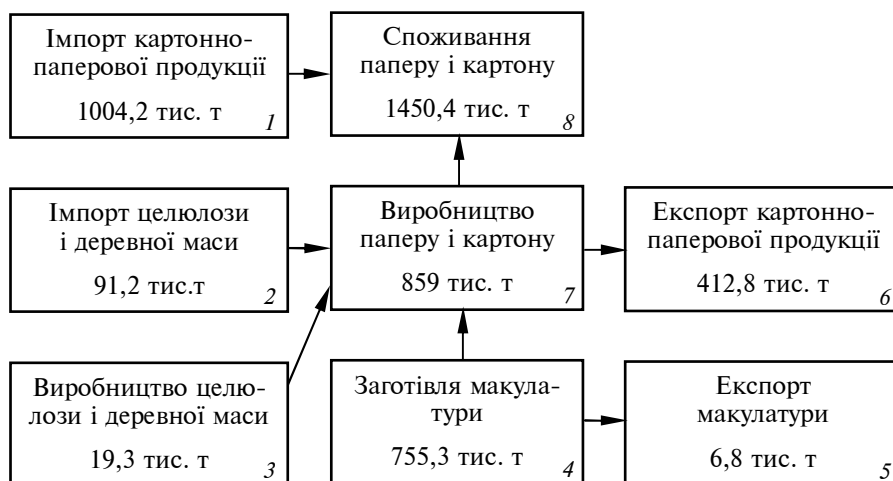 Імпорт картонно-
паперової продукції
1004,2 тис. т
1
Споживання
паперу і картону
1450,4 тис. т
8
Імпорт целюлози
і деревної маси
91,2 тис.т
2
Виробництво
паперу і картону
859 тис. т
7
Експорт картонно-
паперової продукції
412,8 тис. т
6
Виробництво целю-
лози і деревної маси
19,3 тис. т
3
Заготівля макула-
тури
755,3 тис. т
4
Експорт
макулатури
6,8 тис. т
5